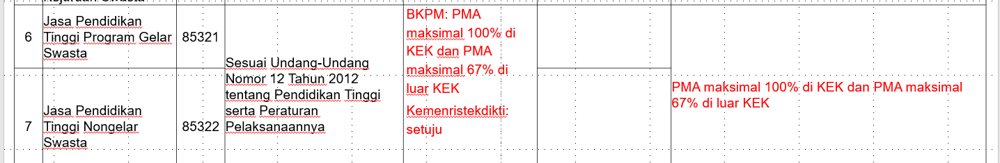 6
Jasa Pendidikan
Tinggi Program Gelar
Swasta
85321
7
Jasa Pendidikan
Tinggi Nongelar
Swasta
85322
Sesuai Undang-Undang
Nomor 12 Tahun 2012
tentang Pendidikan Tinggi
serta Peraturan
Pelaksanaannya
BKPM: PMA
maksimal 100% di
KEK dan PMA
maksimal 67% di
luar KEK
Kemenristekdikti:
setuju
PMA maksimal 100% di KEK dan PMA maksimal
67% di luar KEK